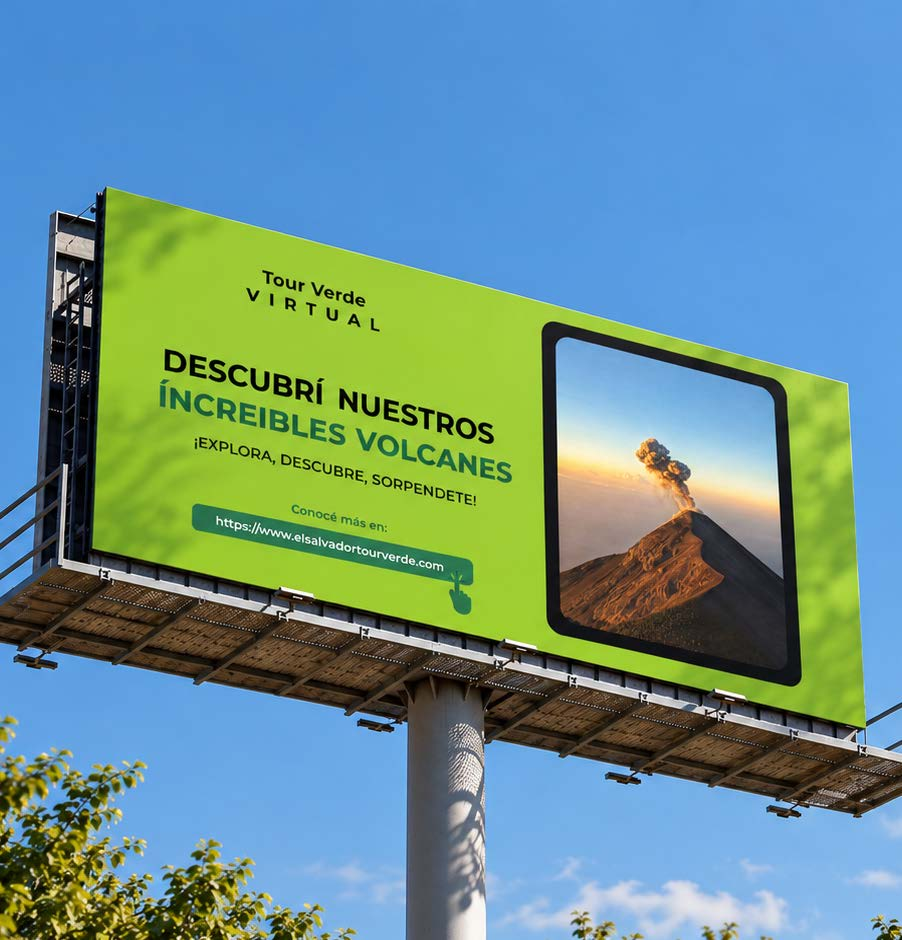 Tour Verde
VIRTUAL
DESCUBRÍ NUESTROS
ÍNCREIBLES VOLCANES
¡EXPLORA, DESCUBRE, SORPENDETE!
Conocé más en:
https://www.elsalvadortourverde.com